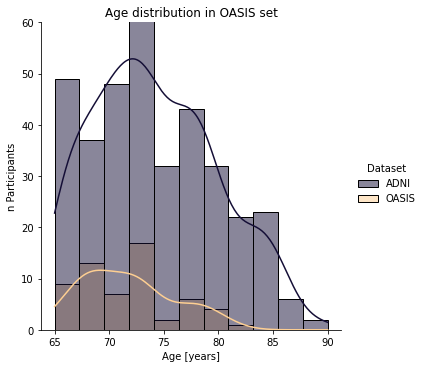 Age distribution in OASIS set
60
50
40
30
20
10
0
n Participants
65 70 75 80 85 90
Age [years]
Dataset
ADNI
OASIS